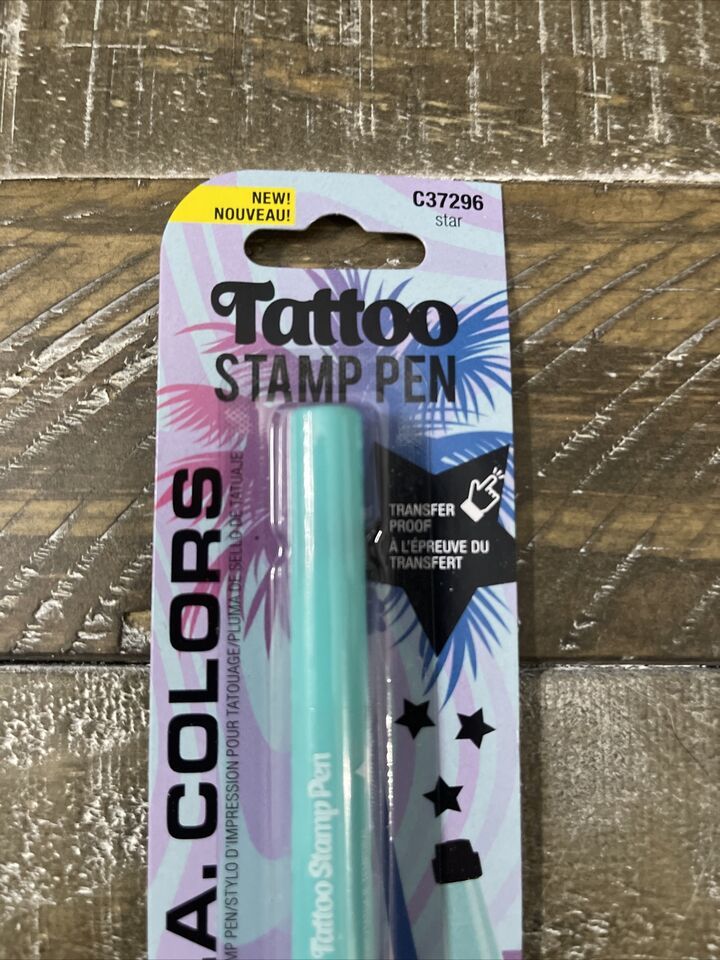 NEW!
NOUVEAU!
C37296
star
Tattoo
STAMP PEN
TRANSFER
PROOF
À L'ÉPREUVE DU
TRANSFERT
.A. COLORS
MP PEN/STYLO D'IMPRESSION POUR TATOUAGE/PLUMA DE SELLO DE TATUAJE
Tattoo Stamp Pen